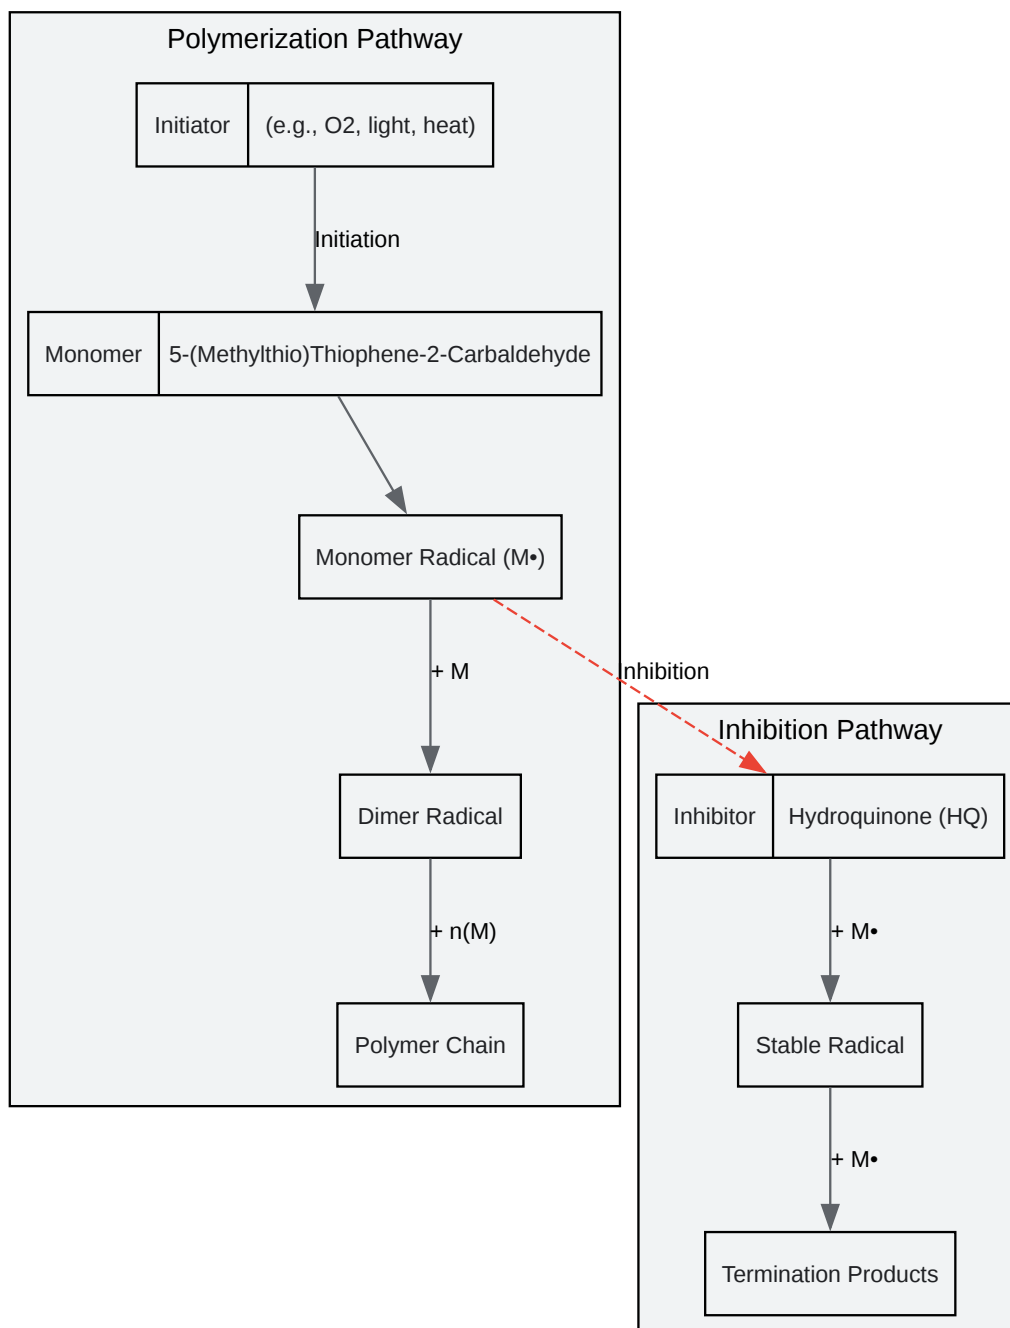 Polymerization Pathway
Initiator
(e.g., O2, light, heat)
Initiation
Monomer
5-(Methylthio)Thiophene-2-Carbaldehyde
Monomer Radical (M•)
+ M
Inhibition
Dimer Radical
+ n(M)
Polymer Chain
Inhibition Pathway
Inhibitor
Hydroquinone (HQ)
+ M•
Stable Radical
+ M•
Termination Products